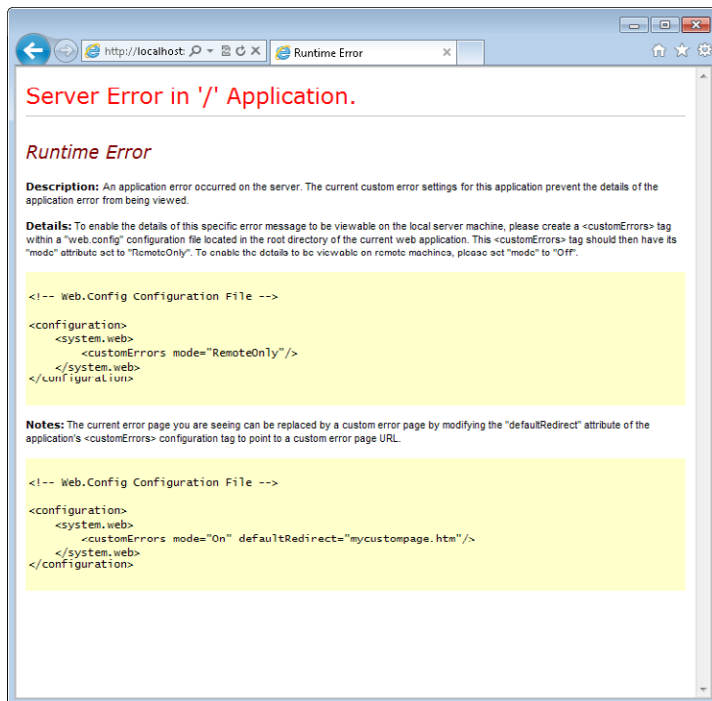 http://localhost:
Runtime Error
Server Error in '/' Application.
Runtime Error
Description: An application error occurred on the server. The current custom error settings for this application prevent the details of the
application error from being viewed.
Details: To enable the details of this specific error message to be viewable on the local server machine, please create a <customErrors> tag
within a "web.config" configuration file located in the root directory of the current web application. This <customErrors> tag should then have its
"mode" attribute set to "RemoteOnly". To enable the details to be viewable on remote machines, please set "mode" to "Off".
<!-- Web.Config Configuration File -->
<configuration>
    <system.web>
        <customErrors mode="RemoteOnly"/>
    </system.web>
</configuration>
Notes: The current error page you are seeing can be replaced by a custom error page by modifying the "defaultRedirect" attribute of the
application's <customErrors> configuration tag to point to a custom error page URL.
<!-- Web.Config Configuration File -->
<configuration>
    <system.web>
        <customErrors mode="On" defaultRedirect="mycustompage.htm"/>
    </system.web>
</configuration>